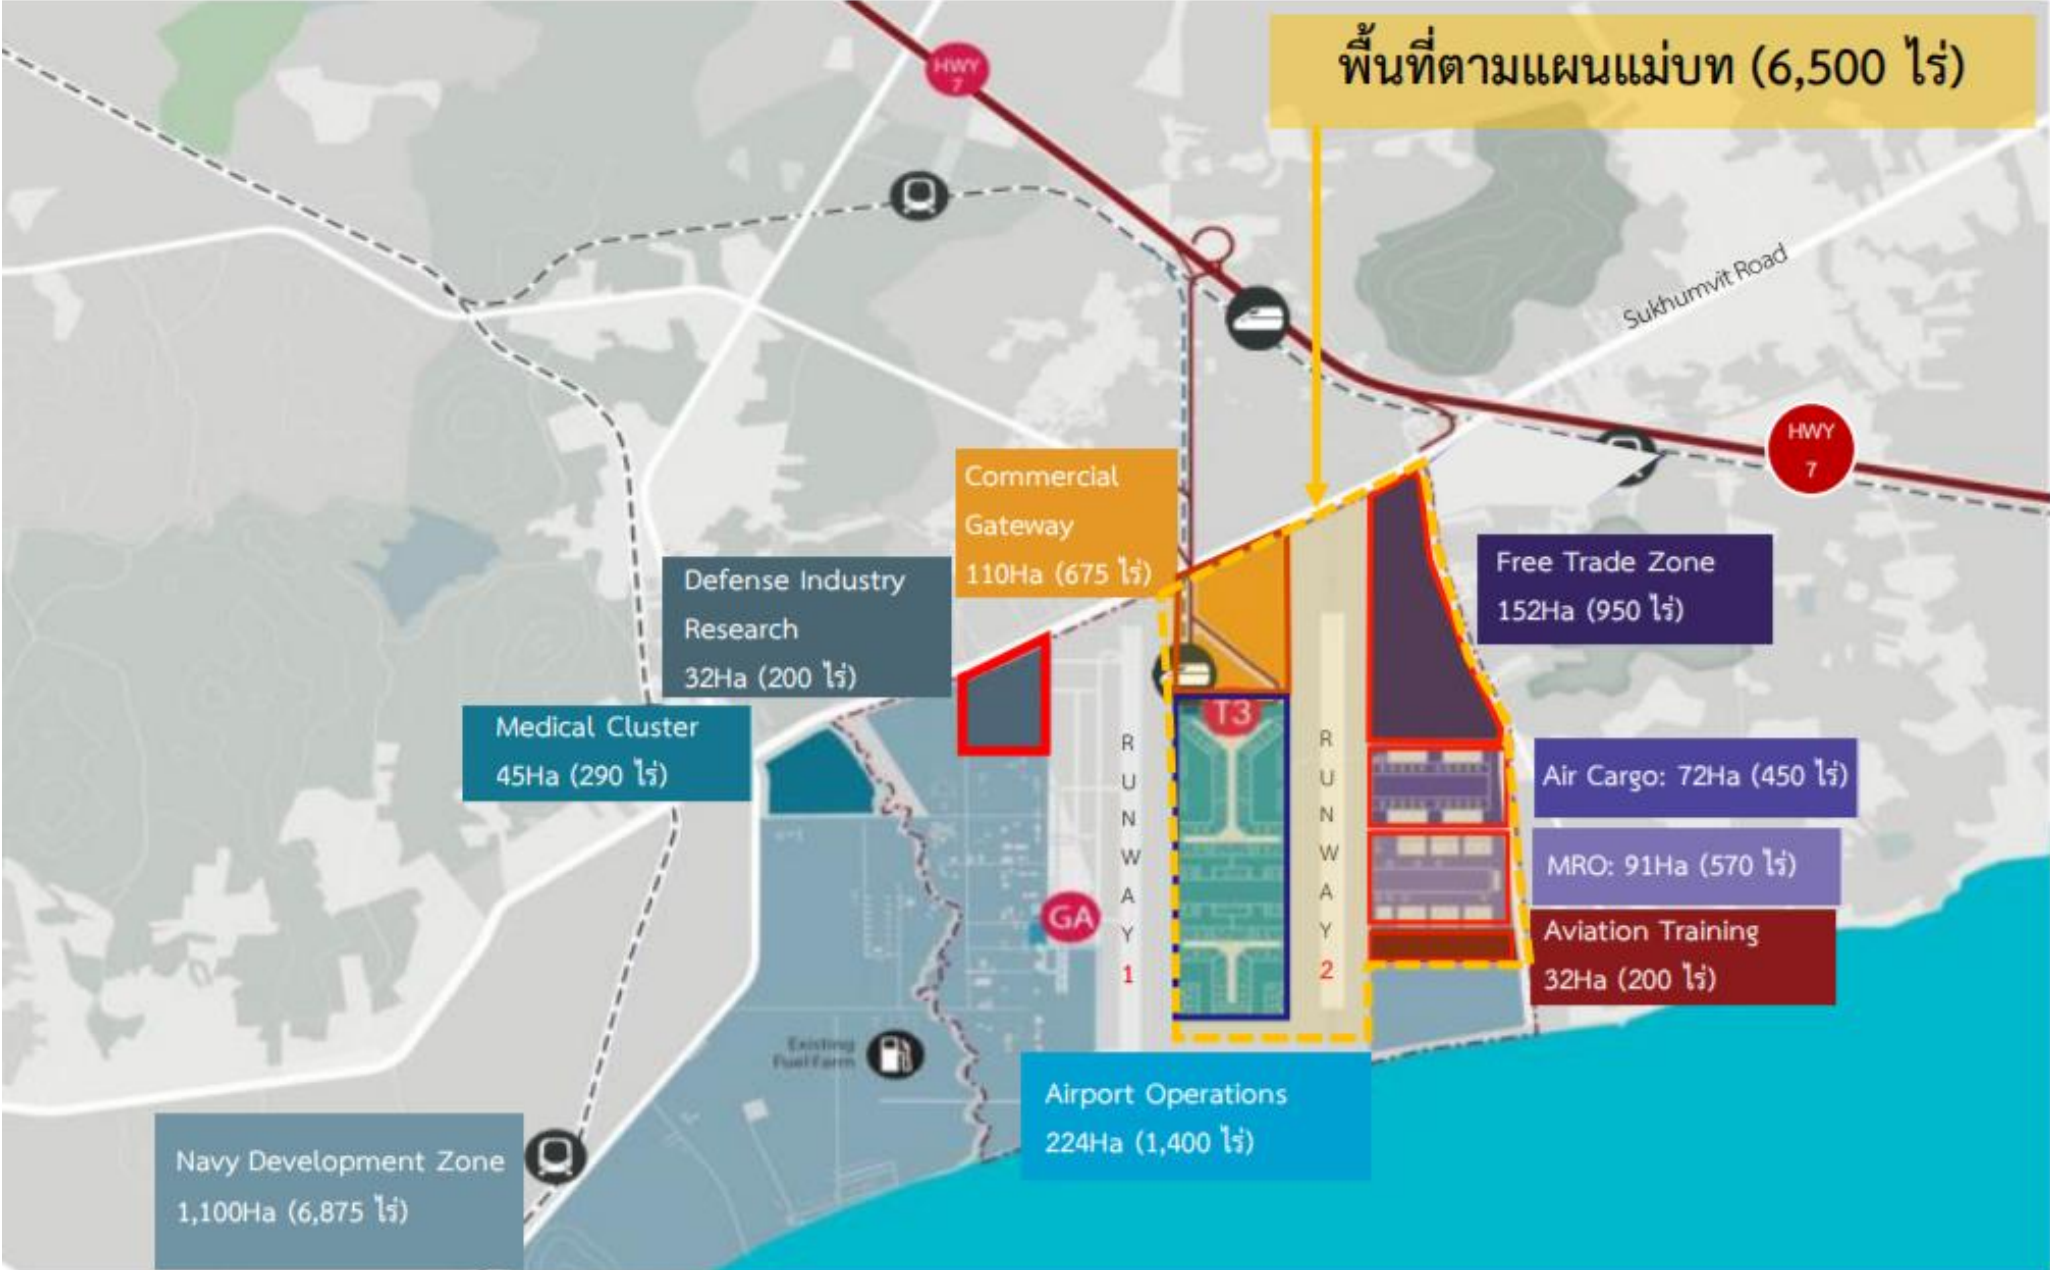 พื้นที่ตามแผนแม่บท (6,500 ไร่)
HWY
7
Sukhumvit Road
HWY
7
Commercial
Gateway
110Ha (675 ไร่)
Defense Industry
Research
32Ha (200 ไร่)
Free Trade Zone
152Ha (950 ไร่)
Medical Cluster
45Ha (290 ไร่)
T3
RUNWAY 1
RUNWAY 2
Air Cargo: 72Ha (450 ไร่)
MRO: 91Ha (570 ไร่)
GA
Aviation Training
32Ha (200 ไร่)
Existing
Fuel Farm
Airport Operations
224Ha (1,400 ไร่)
Navy Development Zone
1,100Ha (6,875 ไร่)